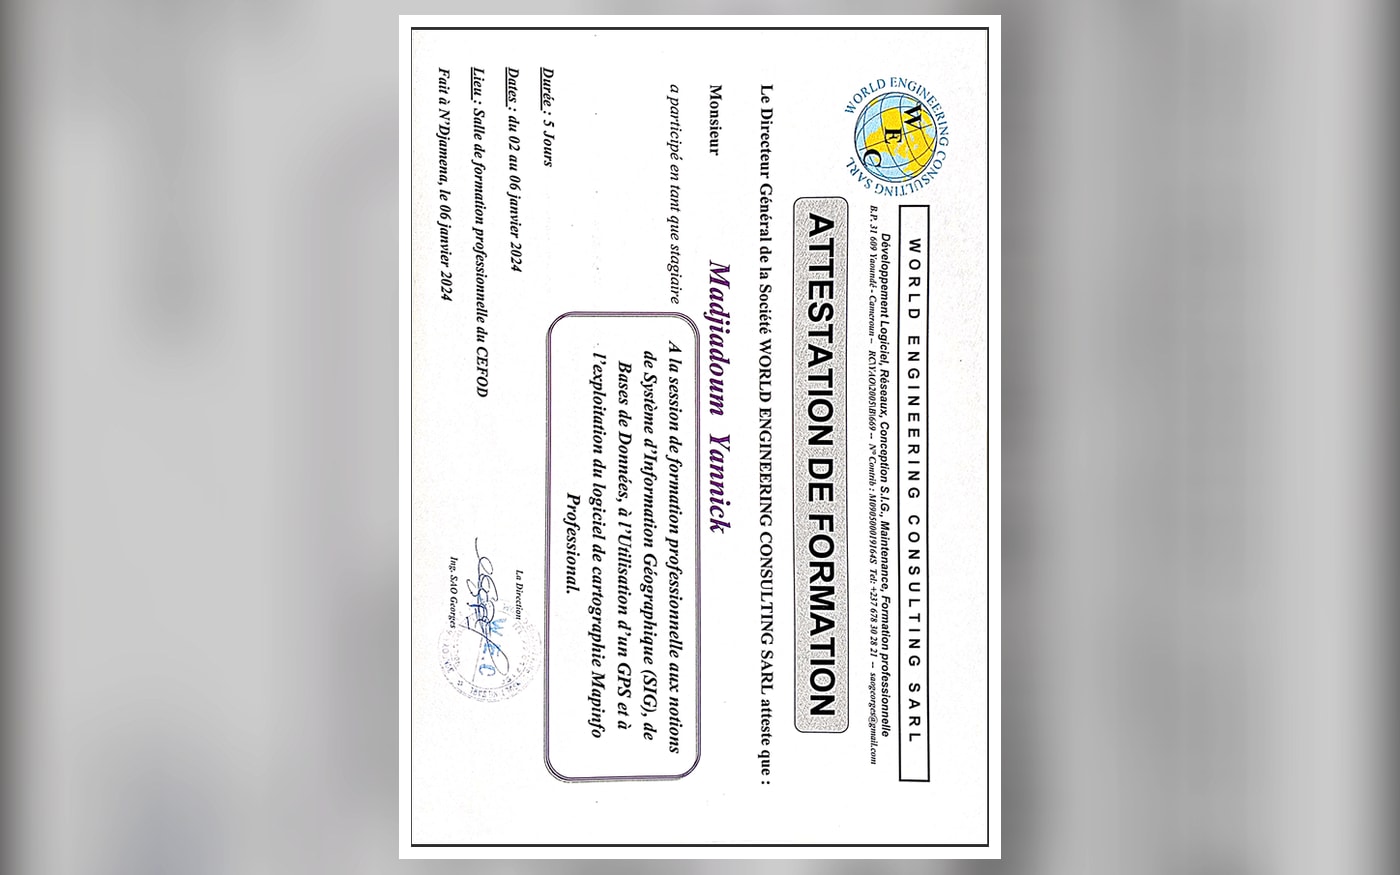 WORLD ENGINEERING CONSULTING SARL
WEC
WORLD ENGINEERING CONSULTING SARL
Développement Logiciel, Réseaux, Conception S.I.G., Maintenance, Formation professionnelle
B.P. 31 609 Yaoundé - Cameroun – RC\YAO\2005\B\669 -- N° Contrib : M090500019164S Tel: +237 678 30 28 21 -- saogeorges@gmail.com
ATTESTATION DE FORMATION
Le Directeur Général de la Société WORLD ENGINEERING CONSULTING SARL atteste que :
Monsieur Madjiadoum Yannick
a participé en tant que stagiaire
A la session de formation professionnelle aux notions
de Système d'Information Géographique (SIG), de
Bases de Données, à l'Utilisation d'un GPS et à
l'exploitation du logiciel de cartographie Mapinfo
Professional.
Durée : 5 Jours
Dates : du 02 au 06 janvier 2024
Lieu : Salle de formation professionnelle du CEFOD
Fait à N'Djamena, le 06 janvier 2024
La Direction
W.E.C
Ing. SAO Georges